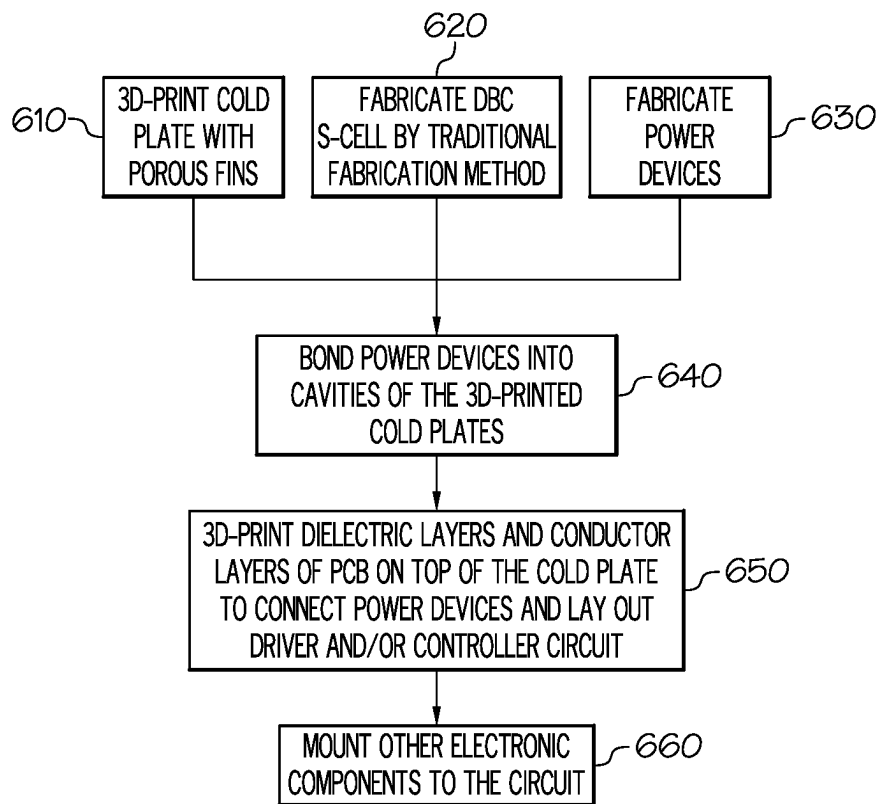 620
610
3D-PRINT COLD
PLATE WITH
POROUS FINS
FABRICATE DBC
S-CELL BY TRADITIONAL
FABRICATION METHOD
FABRICATE
POWER
DEVICES
630
BOND POWER DEVICES INTO
CAVITIES OF THE 3D-PRINTED
COLD PLATES
640
3D-PRINT DIELECTRIC LAYERS AND CONDUCTOR
LAYERS OF PCB ON TOP OF THE COLD PLATE
TO CONNECT POWER DEVICES AND LAY OUT
DRIVER AND/OR CONTROLLER CIRCUIT
650
MOUNT OTHER ELECTRONIC
COMPONENTS TO THE CIRCUIT
660